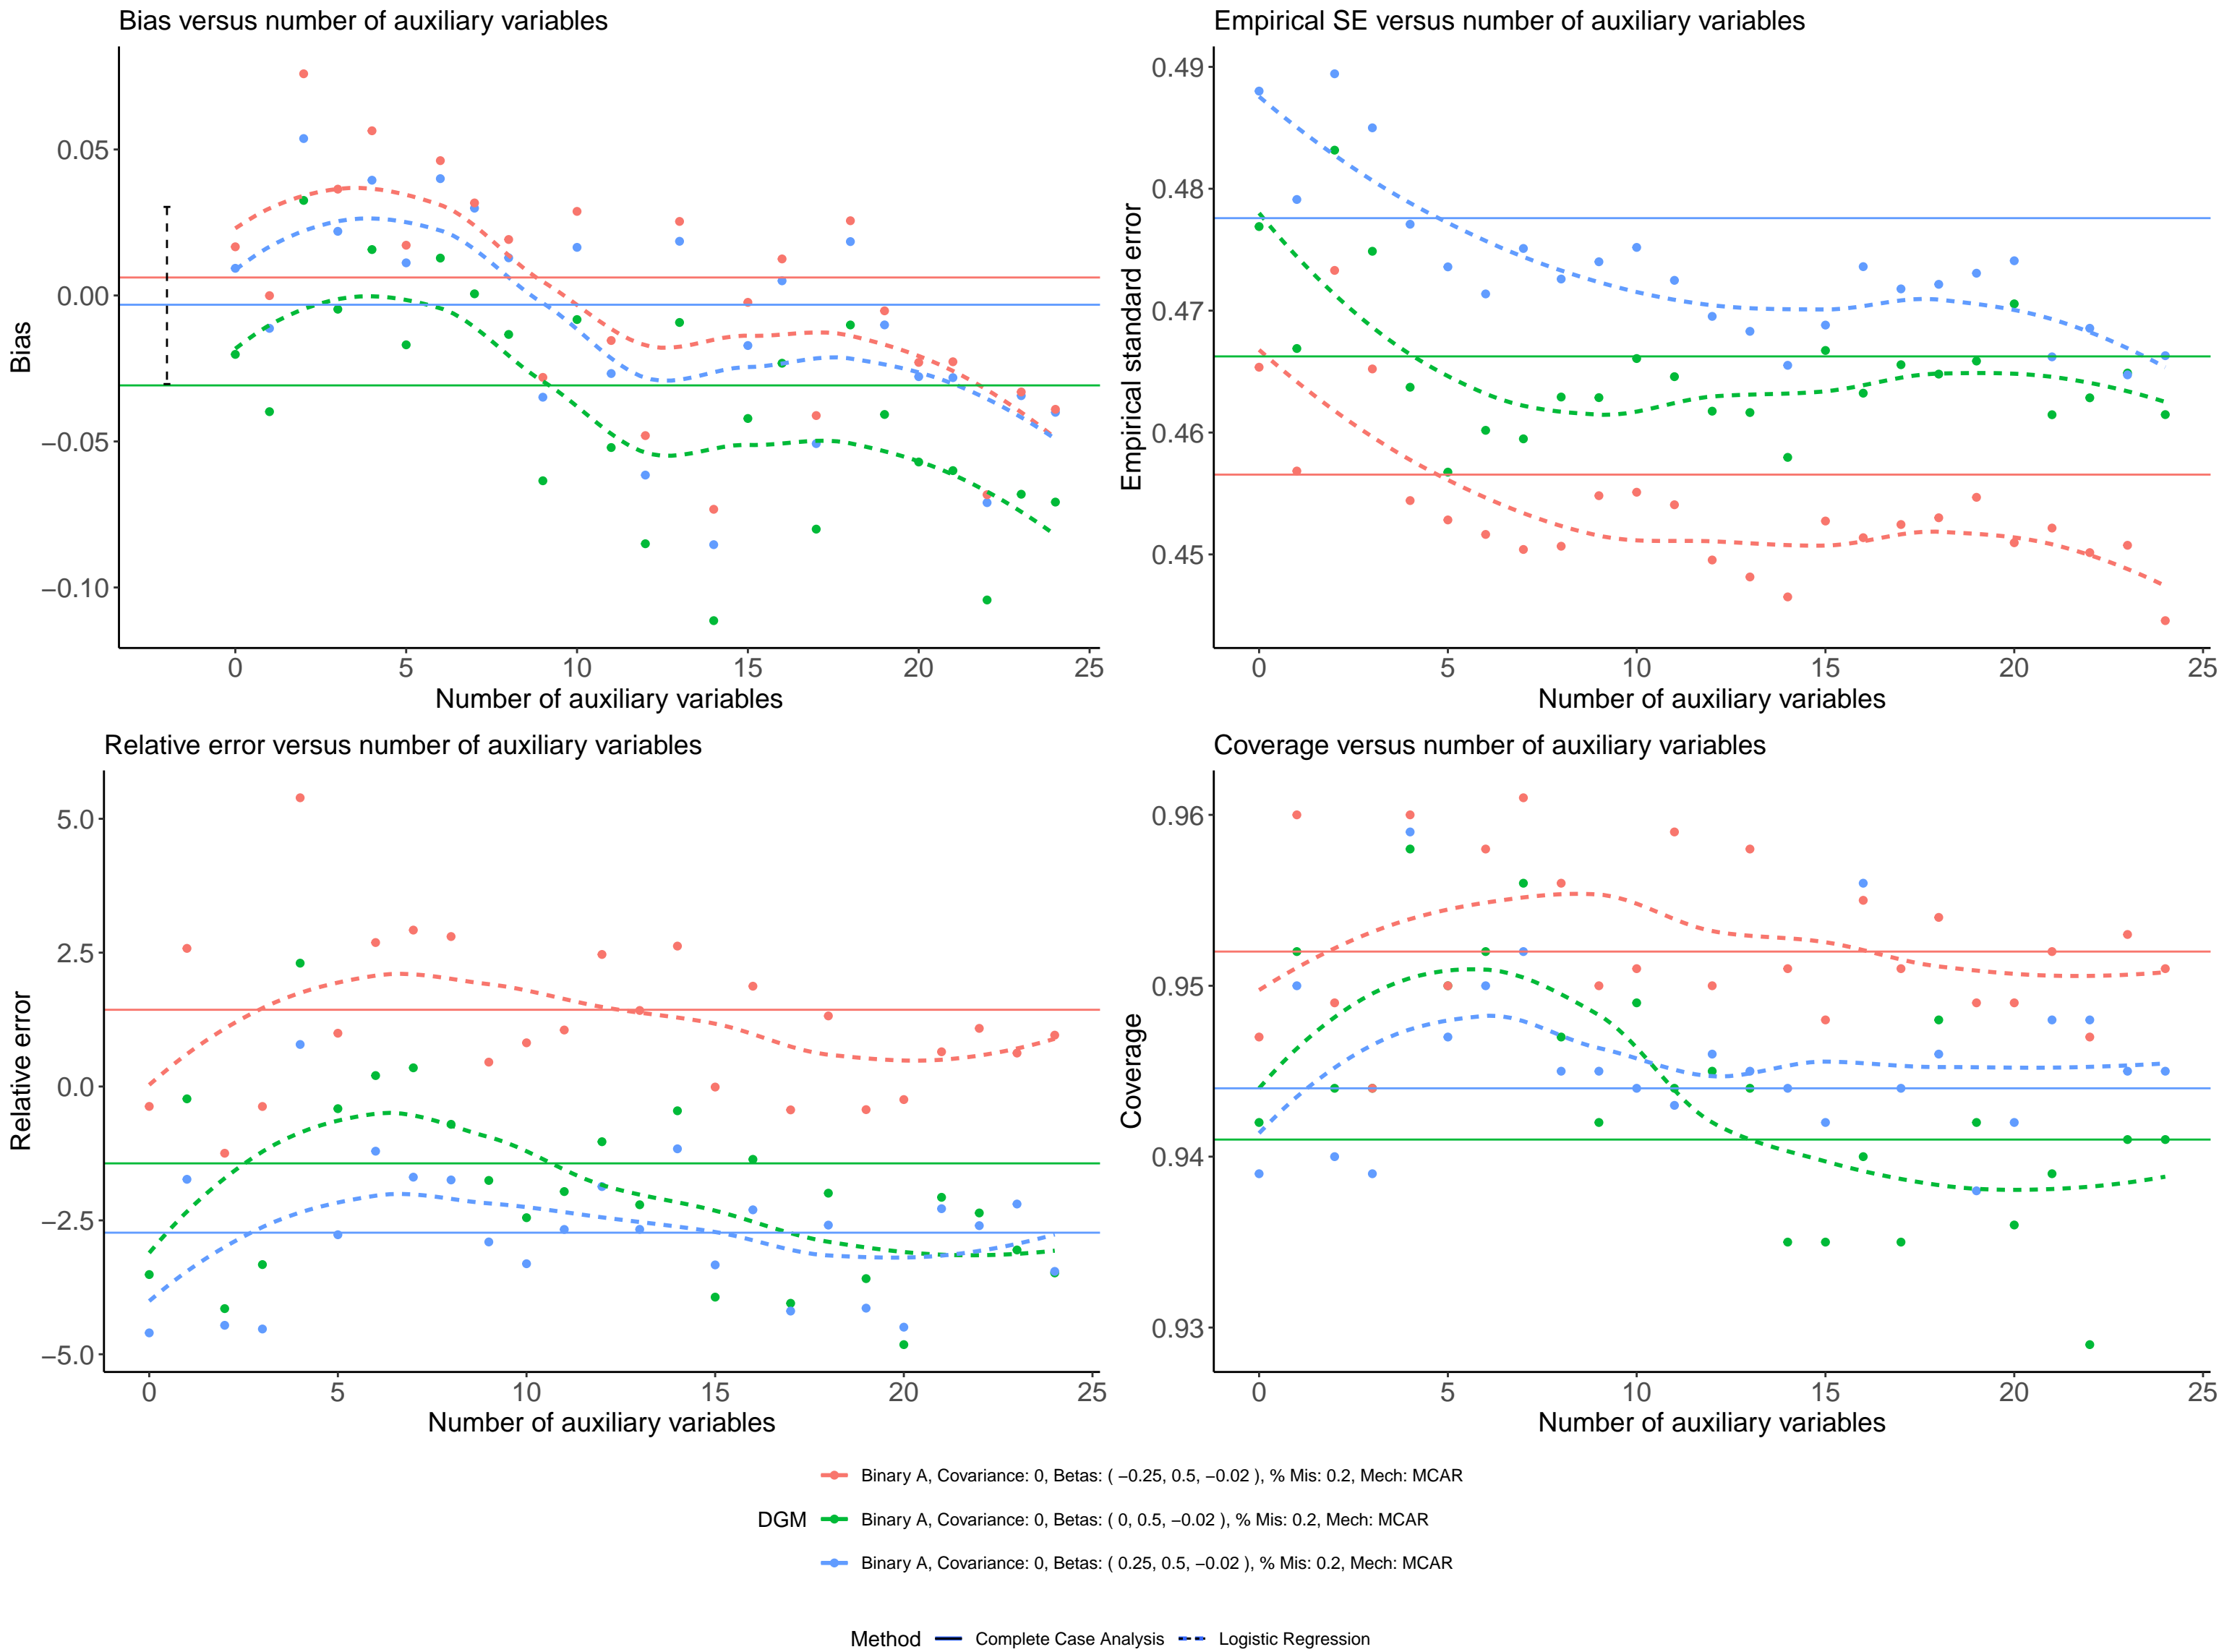 Bias versus number of auxiliary variables
Bias
0.05
0.00
−0.05
−0.10
0 5 10 15 20 25
Number of auxiliary variables
Empirical SE versus number of auxiliary variables
Empirical standard error
0.49
0.48
0.47
0.46
0.45
0 5 10 15 20 25
Number of auxiliary variables
Relative error versus number of auxiliary variables
Relative error
5.0
2.5
0.0
−2.5
−5.0
0 5 10 15 20 25
Number of auxiliary variables
Coverage versus number of auxiliary variables
Coverage
0.96
0.95
0.94
0.93
0 5 10 15 20 25
Number of auxiliary variables
DGM
Binary A, Covariance: 0, Betas: ( −0.25, 0.5, −0.02 ), % Mis: 0.2, Mech: MCAR
Binary A, Covariance: 0, Betas: ( 0, 0.5, −0.02 ), % Mis: 0.2, Mech: MCAR
Binary A, Covariance: 0, Betas: ( 0.25, 0.5, −0.02 ), % Mis: 0.2, Mech: MCAR
Method Complete Case Analysis Logistic Regression